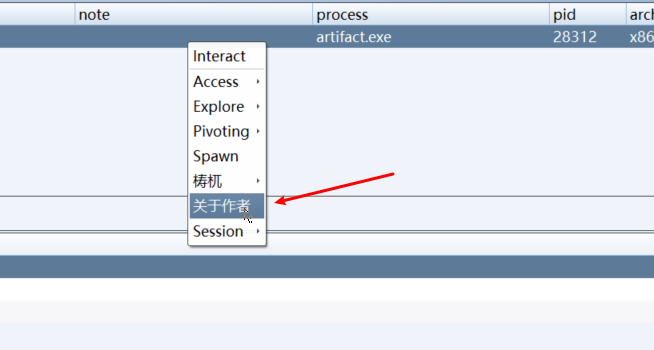 note process pid
artifact.exe 28312 x86
Interact
Access
Explore
Pivoting
Spawn
梼杌
关于作者
Session